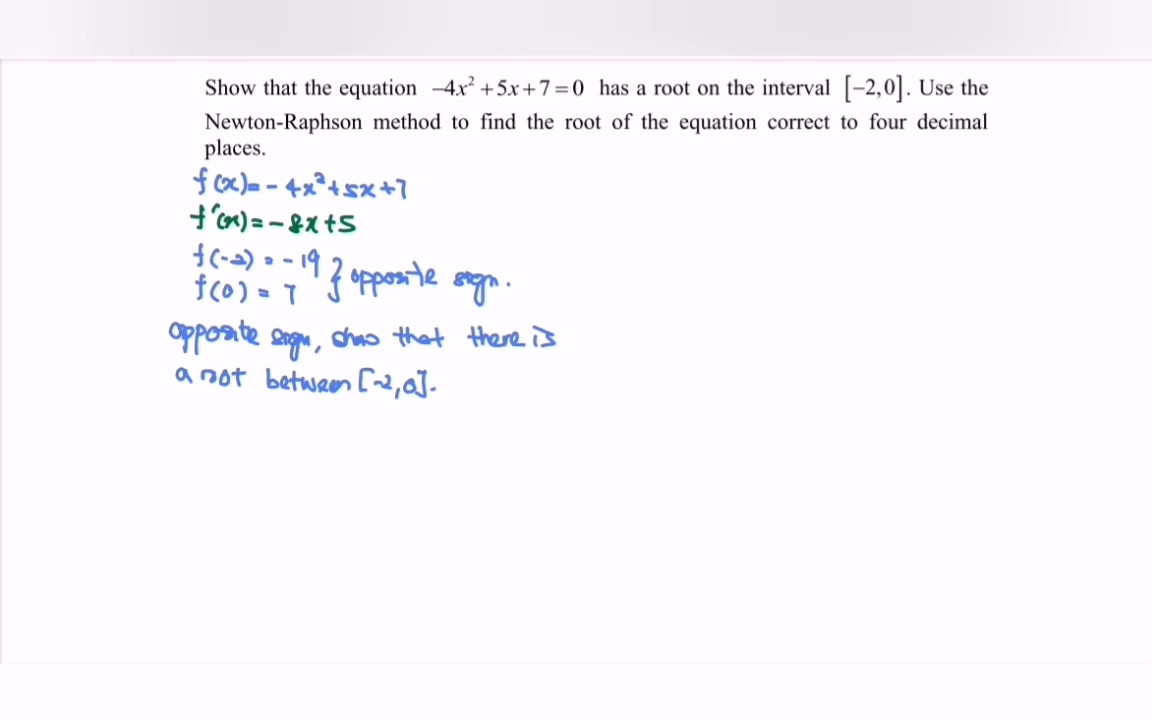 Show that the equation −4x² + 5x + 7 = 0 has a root on the interval [−2, 0]. Use the
Newton-Raphson method to find the root of the equation correct to four decimal
places.
f(x) = - 4x² + 5x + 7
f'(x) = - 8x + 5
f(-2) = - 19 } opposite sign.
f(0) = 7
opposite sign, show that there is
a root between [-2, 0].